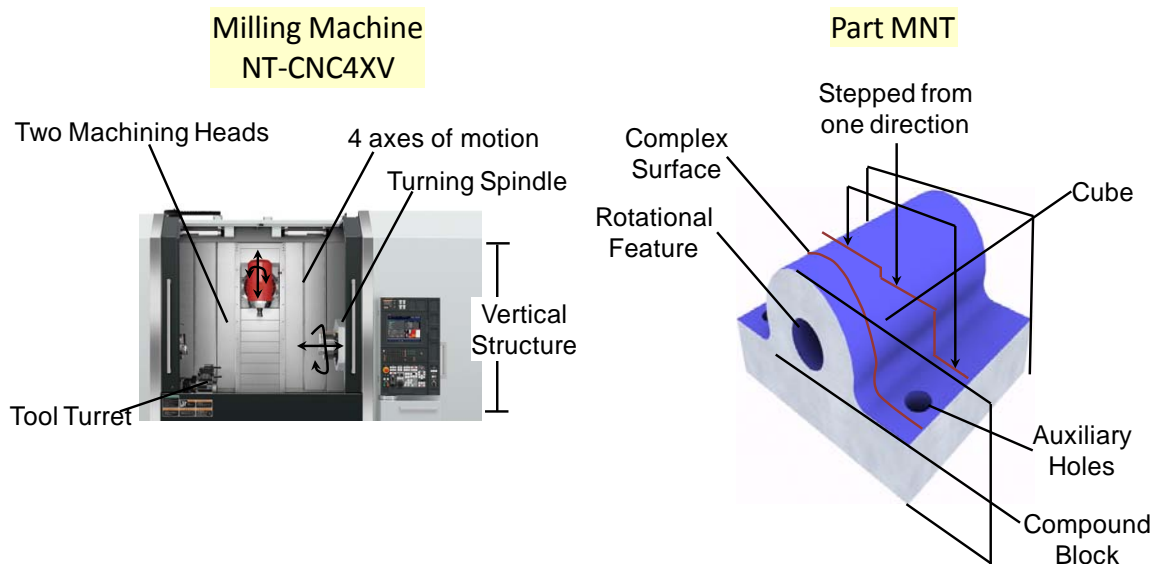 Milling Machine
NT-CNC4XV
Two Machining Heads
4 axes of motion
Turning Spindle
Vertical
Structure
Tool Turret
Part MNT
Stepped from
one direction
Complex
Surface
Cube
Rotational
Feature
Auxiliary
Holes
Compound
Block